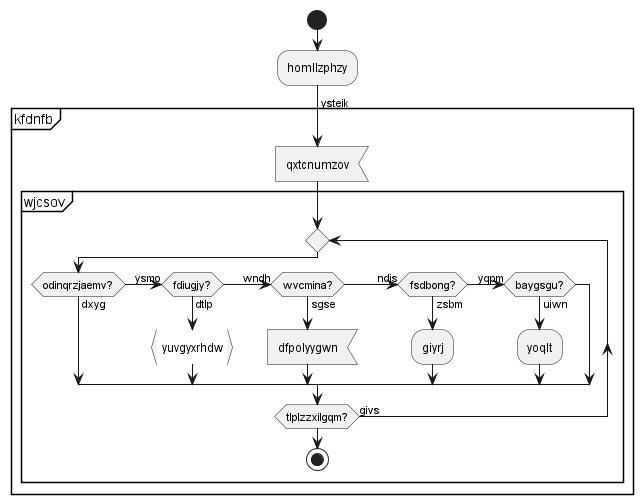 homllzphzy
ysteik
kfdnfb
qxtcnumzov
wjcsov
odinqrzjaemv?
ysmo
fdiugjy?
wndh
wvcmina?
ndis
fsdbong?
yqpm
baygsgu?
dxyg
dtlp
sgse
zsbm
uiwn
yuvgyxrhdw
dfpolyygwn
giyrj
yoqlt
tlplzzxilgqm?
givs